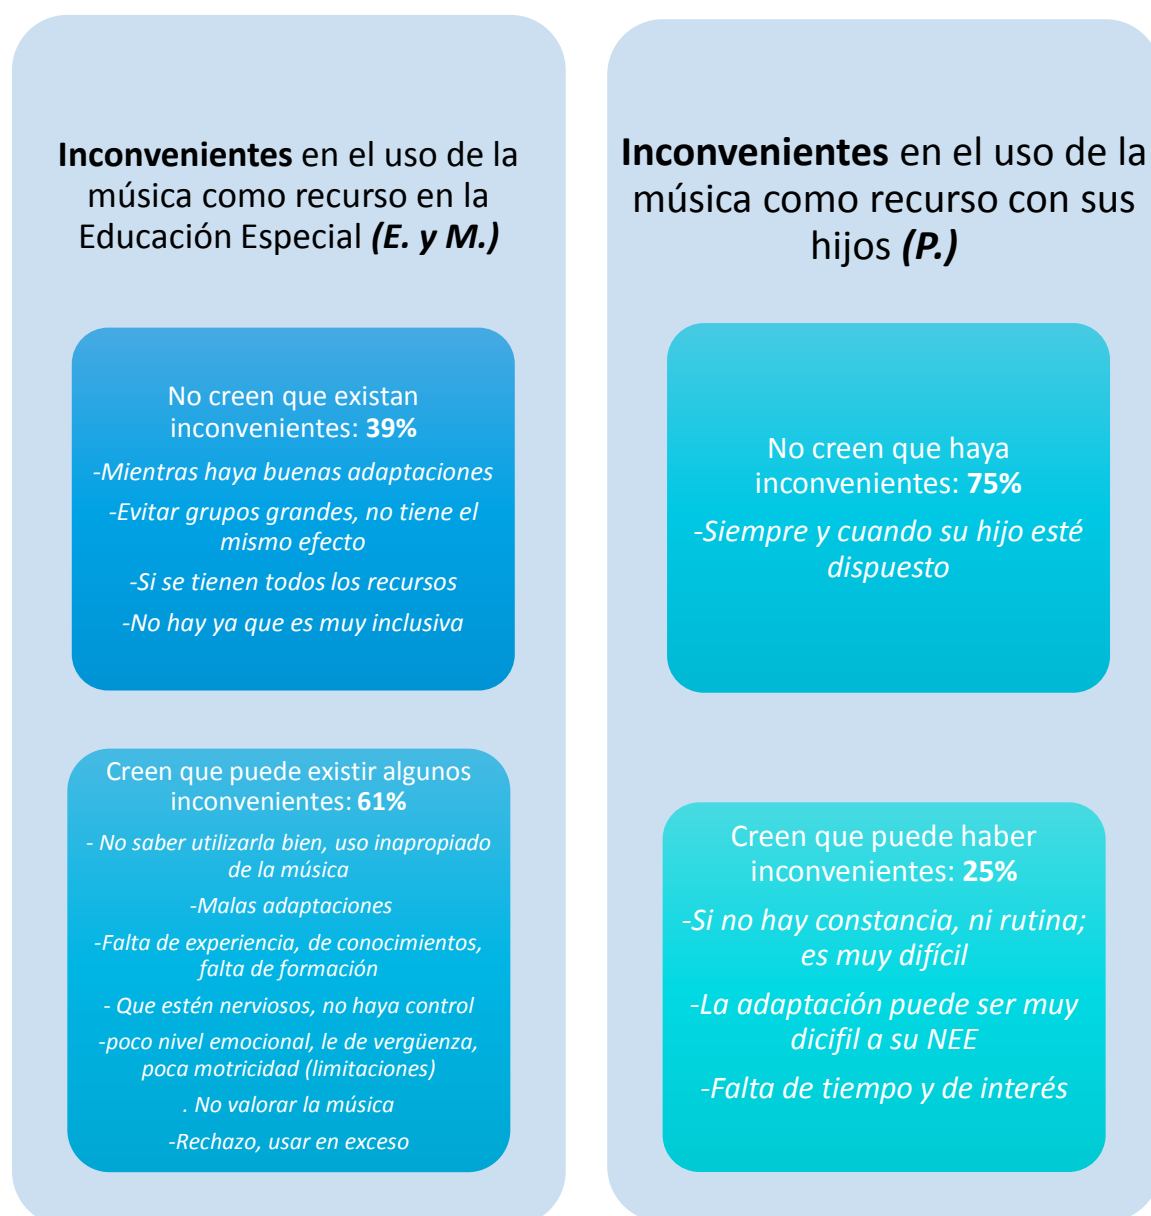 Inconvenientes en el uso de la
música como recurso en la
Educación Especial (E. y M.)
No creen que existan
inconvenientes: 39%
-Mientras haya buenas adaptaciones
-Evitar grupos grandes, no tiene el
mismo efecto
-Si se tienen todos los recursos
-No hay ya que es muy inclusiva
Creen que puede existir algunos
inconvenientes: 61%
- No saber utilizarla bien, uso inapropiado
de la música
-Malas adaptaciones
-Falta de experiencia, de conocimientos,
falta de formación
- Que estén nerviosos, no haya control
-poco nivel emocional, le de vergüenza,
poca motricidad (limitaciones)
. No valorar la música
-Rechazo, usar en exceso
Inconvenientes en el uso de la
música como recurso con sus
hijos (P.)
No creen que haya
inconvenientes: 75%
-Siempre y cuando su hijo esté
dispuesto
Creen que puede haber
inconvenientes: 25%
-Si no hay constancia, ni rutina;
es muy difícil
-La adaptación puede ser muy
dicifil a su NEE
-Falta de tiempo y de interés